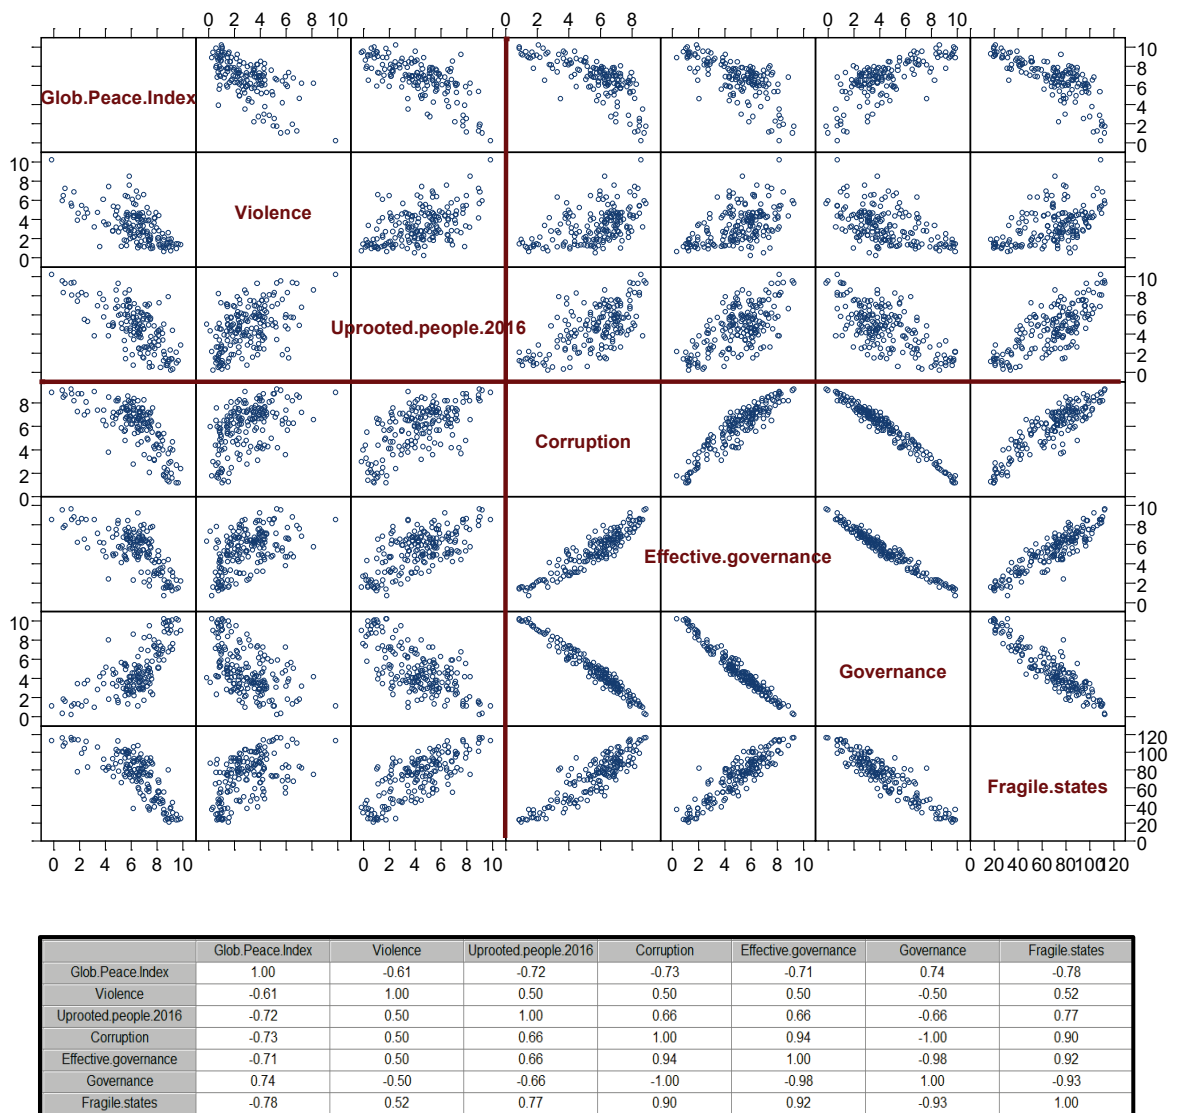 0 2 4 6 8 10 0 2 4 6 8 0 2 4 6 8 10
Glob.Peace.Index
10
8
6
4
2
0
10
8
6
4
2
0
Violence
Uprooted.people.2016
10
8
6
4
2
0
8
6
4
2
0
Corruption
Effective.governance
10
8
6
4
2
0
10
8
6
4
2
0
Governance
Fragile.states
120
100
80
60
40
20
0
0 2 4 6 8 10 0 2 4 6 8 10 0 2 4 6 8 10 0 20 40 60 80 100 120
Glob.Peace.Index Violence Uprooted.people.2016 Corruption Effective.governance Governance Fragile.states
Glob.Peace.Index 1.00 -0.61 -0.72 -0.73 -0.71 0.74 -0.78
Violence -0.61 1.00 0.50 0.50 0.50 -0.50 0.52
Uprooted.people.2016 -0.72 0.50 1.00 0.66 0.66 -0.66 0.77
Corruption -0.73 0.50 0.66 1.00 0.94 -1.00 0.90
Effective.governance -0.71 0.50 0.66 0.94 1.00 -0.98 0.92
Governance 0.74 -0.50 -0.66 -1.00 -0.98 1.00 -0.93
Fragile.states -0.78 0.52 0.77 0.90 0.92 -0.93 1.00